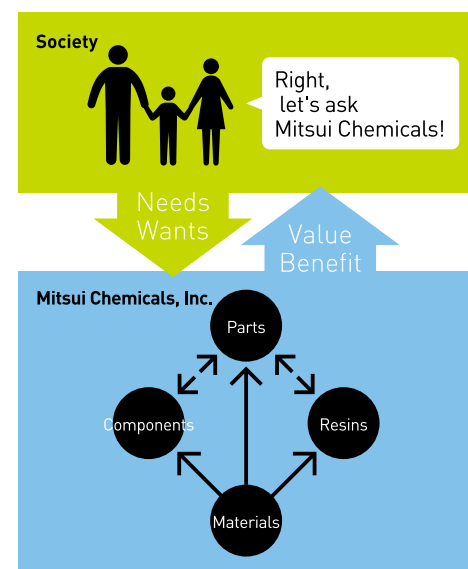 Society
Right,
let's ask
Mitsui Chemicals!
Needs
Wants
Value
Benefit
Mitsui Chemicals, Inc.
Parts
Components
Resins
Materials